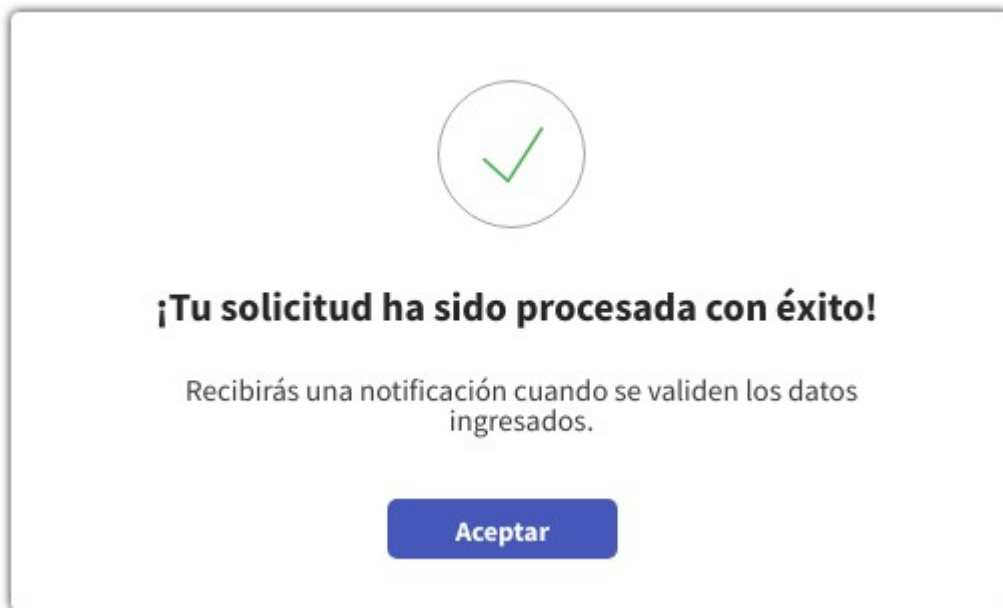 ¡Tu solicitud ha sido procesada con éxito!
Recibirás una notificación cuando se validen los datos
ingresados.
Aceptar